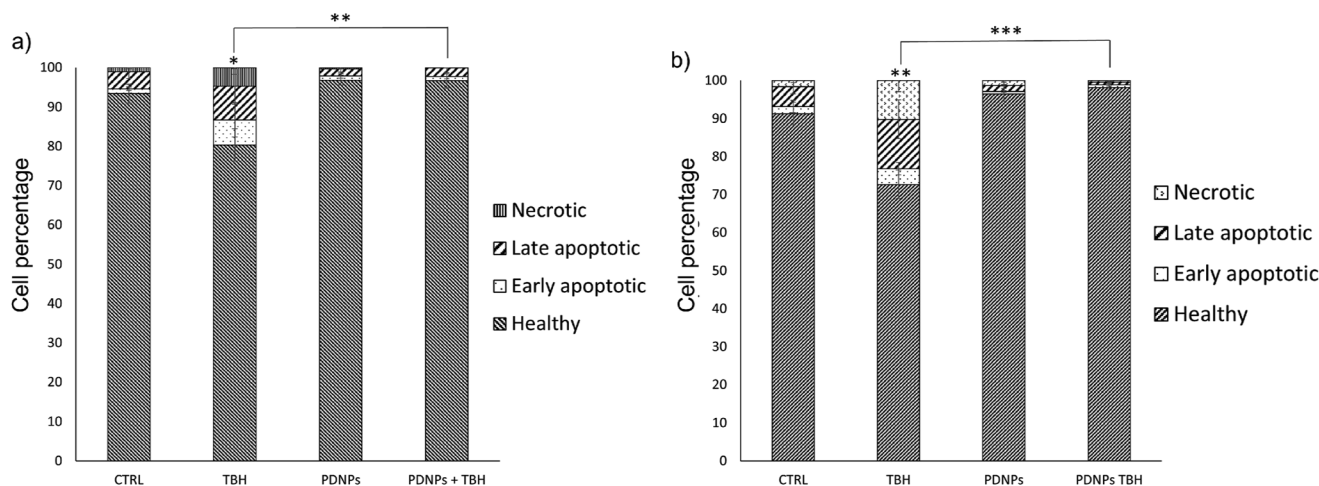 a)
**
*
100
90
80
70
60
50
40
30
20
10
0
Cell percentage
CTRL
TBH
PDNPs
PDNPs + TBH
Necrotic
Late apoptotic
Early apoptotic
Healthy
b)
***
**
100
90
80
70
60
50
40
30
20
10
0
Cell percentage
CTRL
TBH
PDNPs
PDNPs TBH
Necrotic
Late apoptotic
Early apoptotic
Healthy